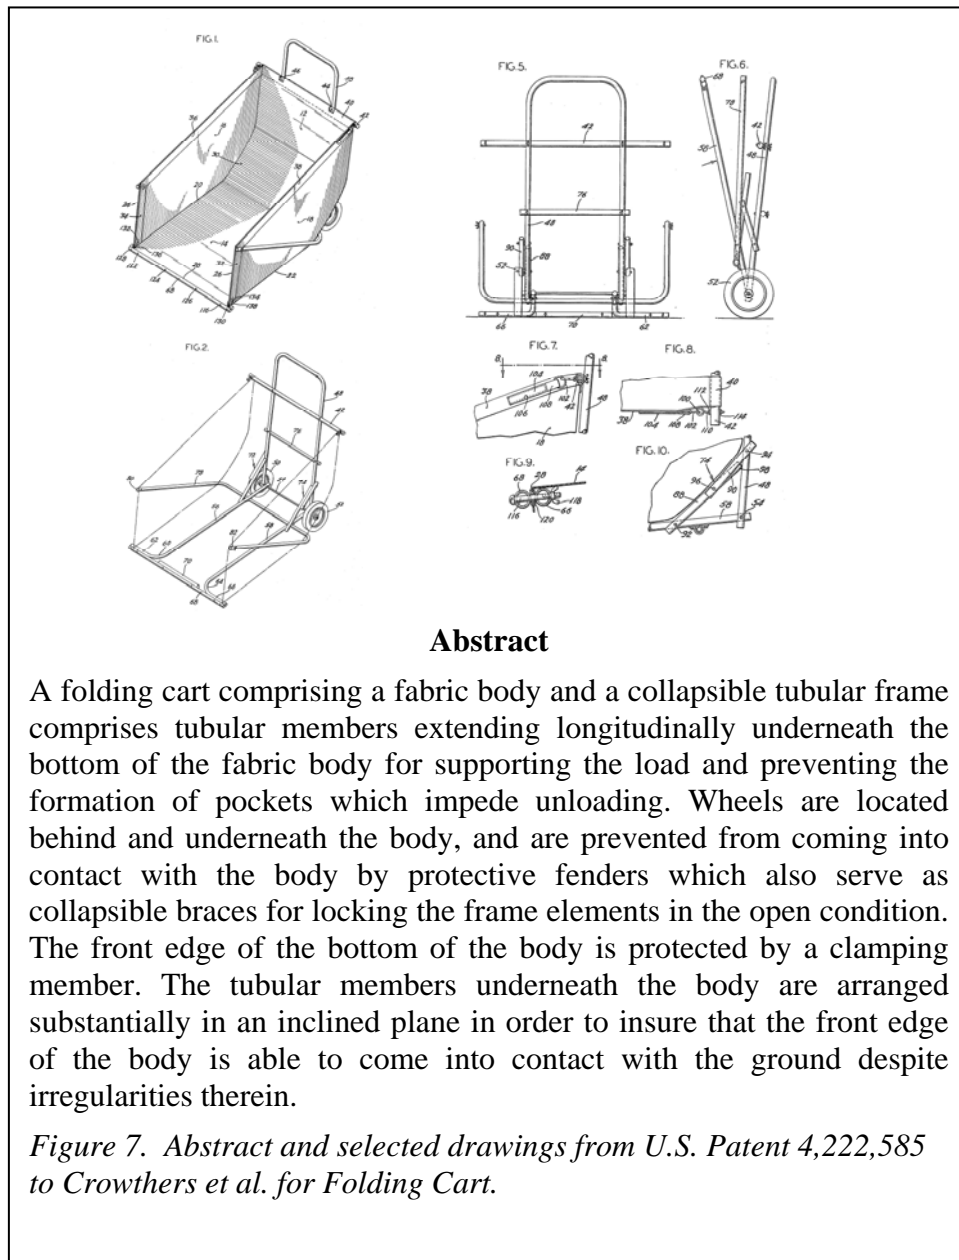 FIG.1.
FIG.5.
FIG.6.
FIG.2.
FIG.7.
FIG.8.
FIG.9.
FIG.10.
Abstract
A folding cart comprising a fabric body and a collapsible tubular frame
comprises tubular members extending longitudinally underneath the
bottom of the fabric body for supporting the load and preventing the
formation of pockets which impede unloading. Wheels are located
behind and underneath the body, and are prevented from coming into
contact with the body by protective fenders which also serve as
collapsible braces for locking the frame elements in the open condition.
The front edge of the bottom of the body is protected by a clamping
member. The tubular members underneath the body are arranged
substantially in an inclined plane in order to insure that the front edge
of the body is able to come into contact with the ground despite
irregularities therein.
Figure 7. Abstract and selected drawings from U.S. Patent 4,222,585
to Crowthers et al. for Folding Cart.